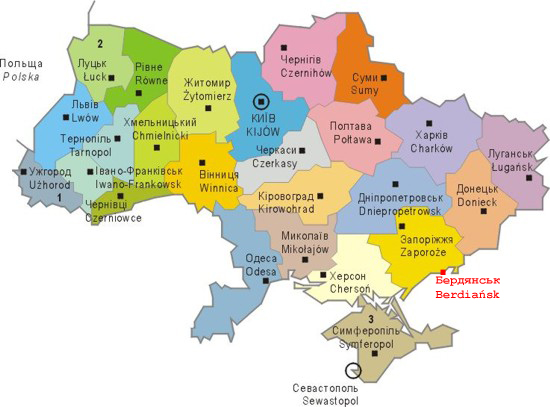 2
Луцьк
Łuck
Рівне
Równe
Польща
Polska
Житомир
Żytomierz
Чернігів
Czernihów
Суми
Sumy
КИЇВ
KIJÓW
Львів
Lwów
Тернопіль
Tarnopol
Хмельницький
Chmielnicki
Полтава
Połtawa
Харків
Charków
Черкаси
Czerkasy
Луганськ
Ługańsk
Ужгород
Użhorod
1
Івано-Франківськ
Iwano-Frankowsk
Вінниця
Winnica
Чернівці
Czerniowce
Кіровоград
Kirowohrad
Дніпропетровськ
Dniepropetrowsk
Донецьк
Donieck
Миколаїв
Mikołajów
Запоріжжя
Zaporoże
Одеса
Odesa
Херсон
Chersoń
Бердянськ
Berdiańsk
3
Симферопіль
Symferopol
Севастополь
Sewastopol